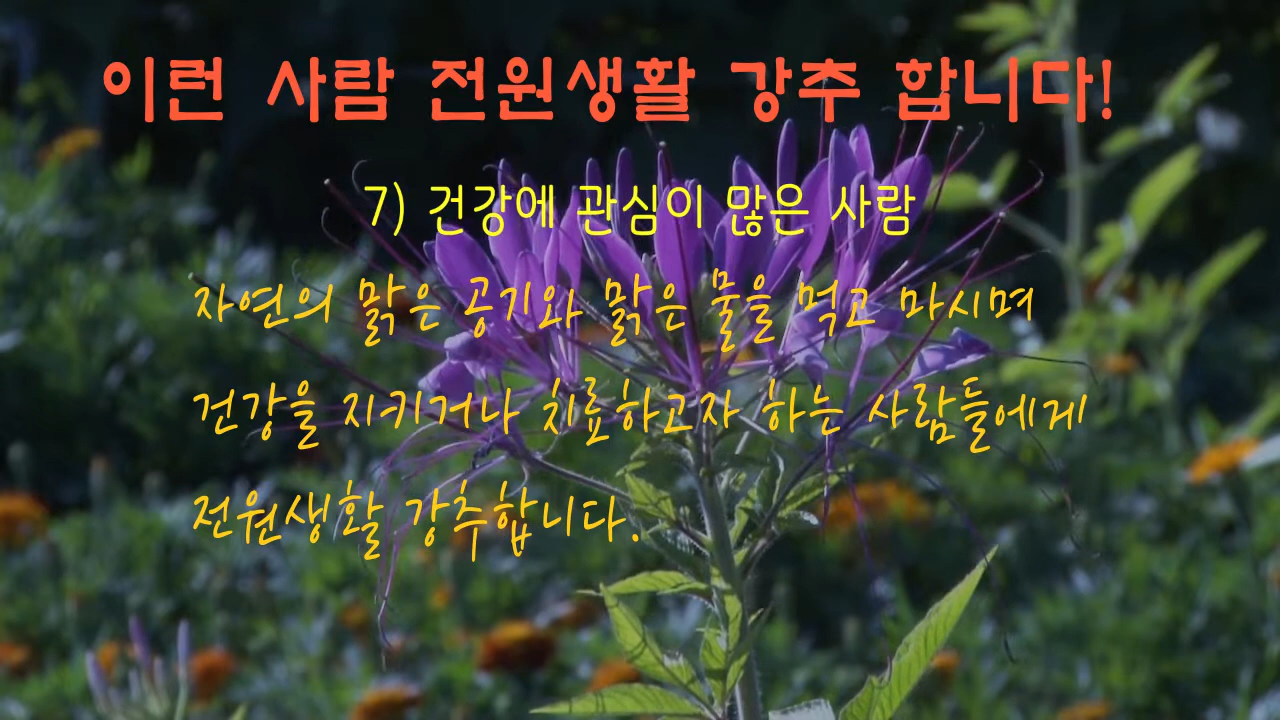 이런 사람 전원생활 강추 합니다!
7) 건강에 관심이 많은 사람
자연의 맑은 공기와 맑은 물을 먹고 마시며
건강을 지키거나 치료하고자 하는 사람들에게
전원생활 강추합니다.